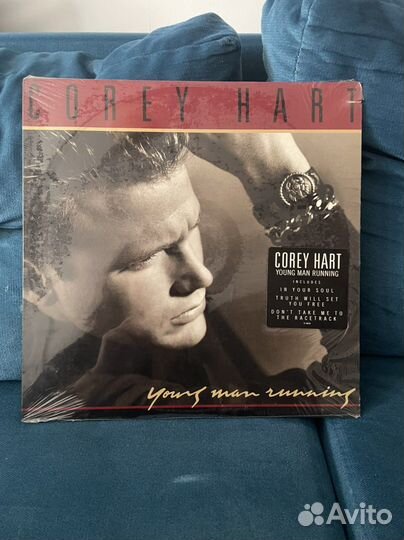 COREY HART
COREY HART
YOUNG MAN RUNNING
INCLUDES
IN YOUR SOUL
TRUTH WILL SET
YOU FREE
DON'T TAKE ME TO
THE RACETRACK
young man running
Avito